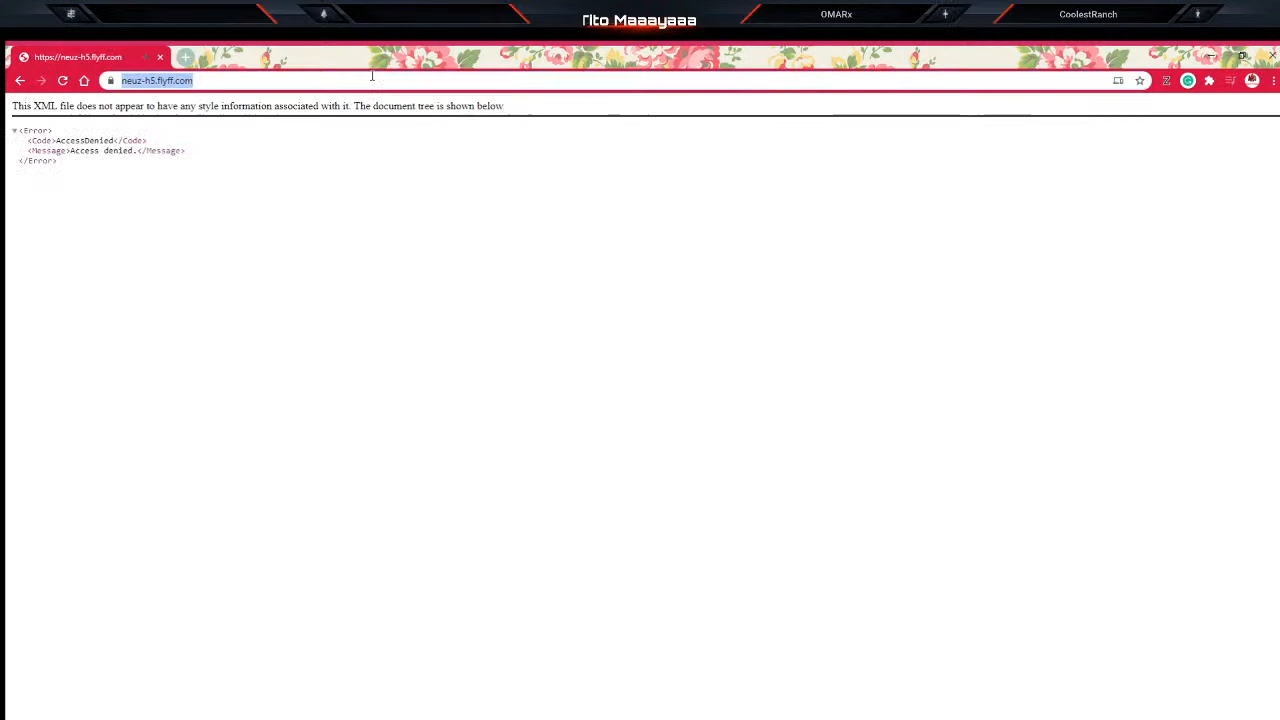 Tito Maaayaaa
OMARx
CoolestRanch
https://neuz-h5.flyff.com
neuz-h5.flyff.com
This XML file does not appear to have any style information associated with it. The document tree is shown below.
<Error>
<Code>AccessDenied</Code>
<Message>Access denied.</Message>
</Error>